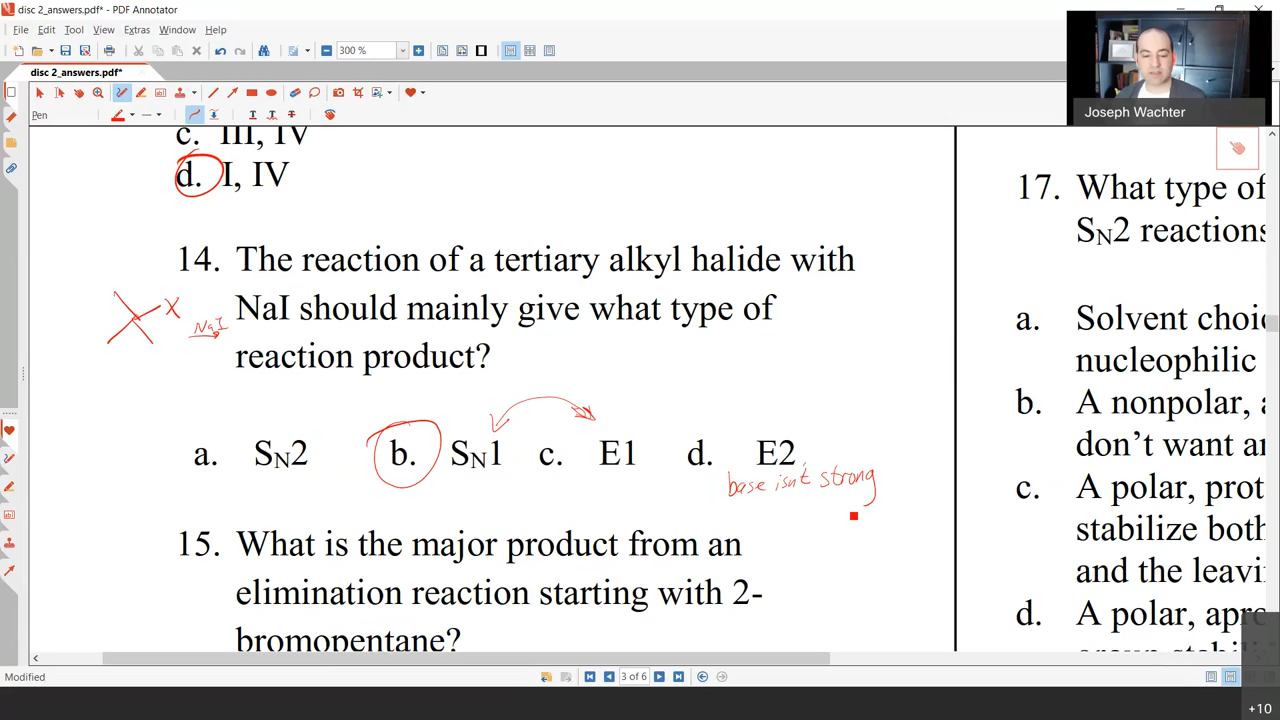 disc 2_answers.pdf* - PDF Annotator
File Edit Tool View Extras Window Help
300 %
disc 2_answers.pdf*
Pen
Joseph Wachter
c. III, IV
d. I, IV
14. The reaction of a tertiary alkyl halide with
NaI should mainly give what type of
reaction product?
X
NaI
a. SN2 b. SN1 c. E1 d. E2
base isn't strong
15. What is the major product from an
elimination reaction starting with 2-
bromopentane?
17. What type of
SN2 reactions
a. Solvent choic
nucleophilic
b. A nonpolar, a
don't want an
c. A polar, prot
stabilize both
and the leavi
d. A polar, apro
Modified
3 of 6
+10